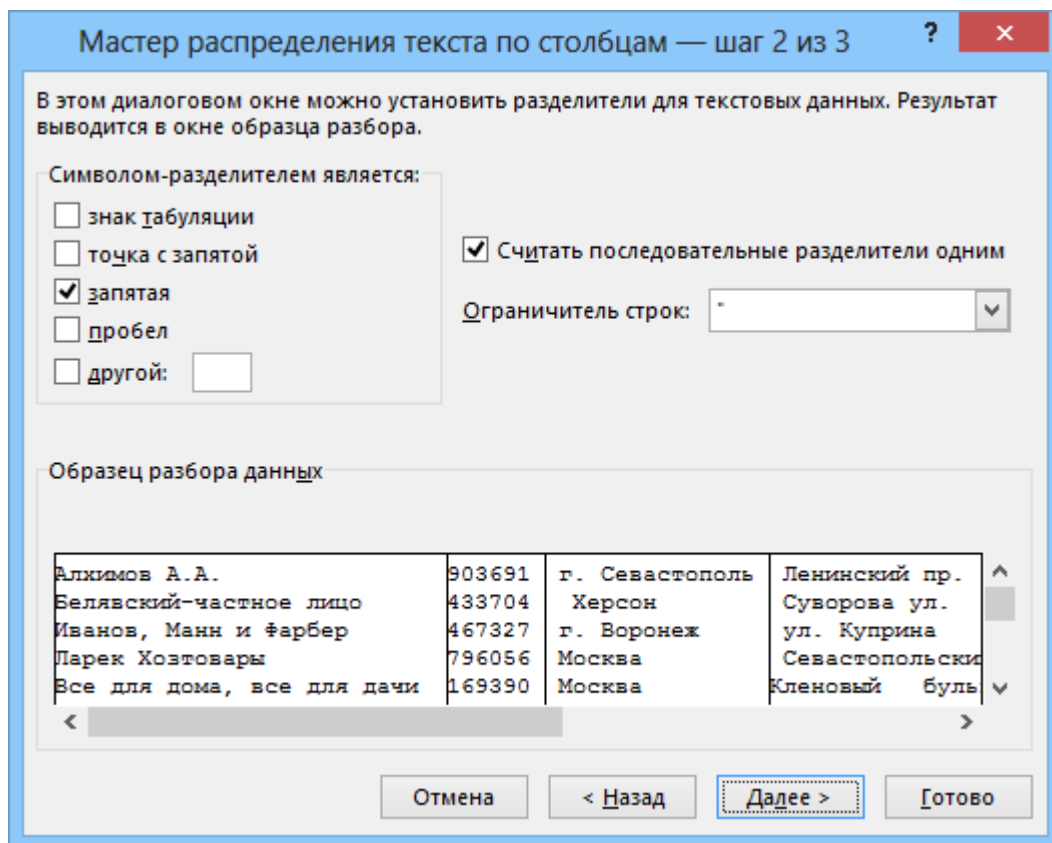 Мастер распределения текста по столбцам — шаг 2 из 3 ? ×
В этом диалоговом окне можно установить разделители для текстовых данных. Результат
выводится в окне образца разбора.
Символом-разделителем является:
знак табуляции
точка с запятой
запятая
пробел
другой:
Считать последовательные разделители одним
Ограничитель строк: "
Образец разбора данных
Алхимов А.А. 903691 г. Севастополь Ленинский пр.
Белявский-частное лицо 433704 Херсон Суворова ул.
Иванов, Манн и Фарбер 467327 г. Воронеж ул. Куприна
Ларек Хозтовары 796056 Москва Севастопольски
Все для дома, все для дачи 169390 Москва Кленовый буль
Отмена < Назад Далее > Готово